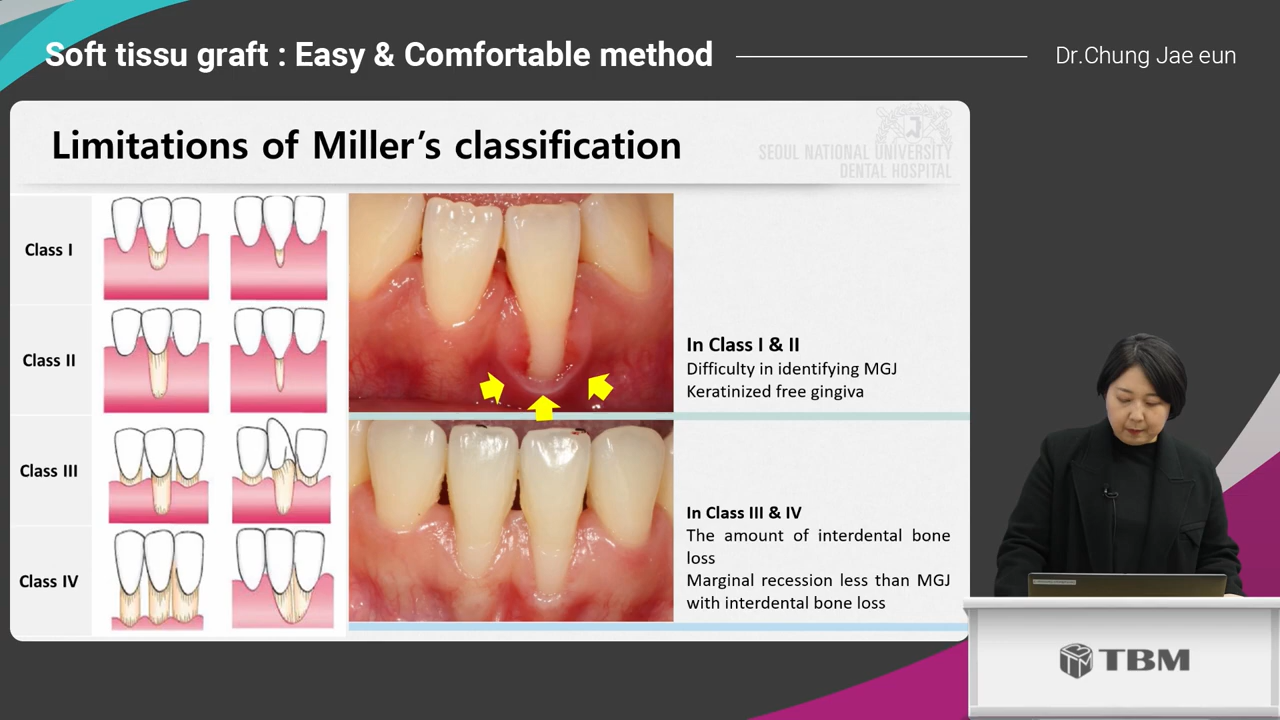 Soft tissu graft : Easy & Comfortable method
Dr.Chung Jae eun
Limitations of Miller's classification
SEOUL NATIONAL UNIVERSITY
DENTAL HOSPITAL
Class I
Class II
Class III
Class IV
In Class I & II
Difficulty in identifying MGJ
Keratinized free gingiva
In Class III & IV
The amount of interdental bone
loss
Marginal recession less than MGJ
with interdental bone loss
TBM